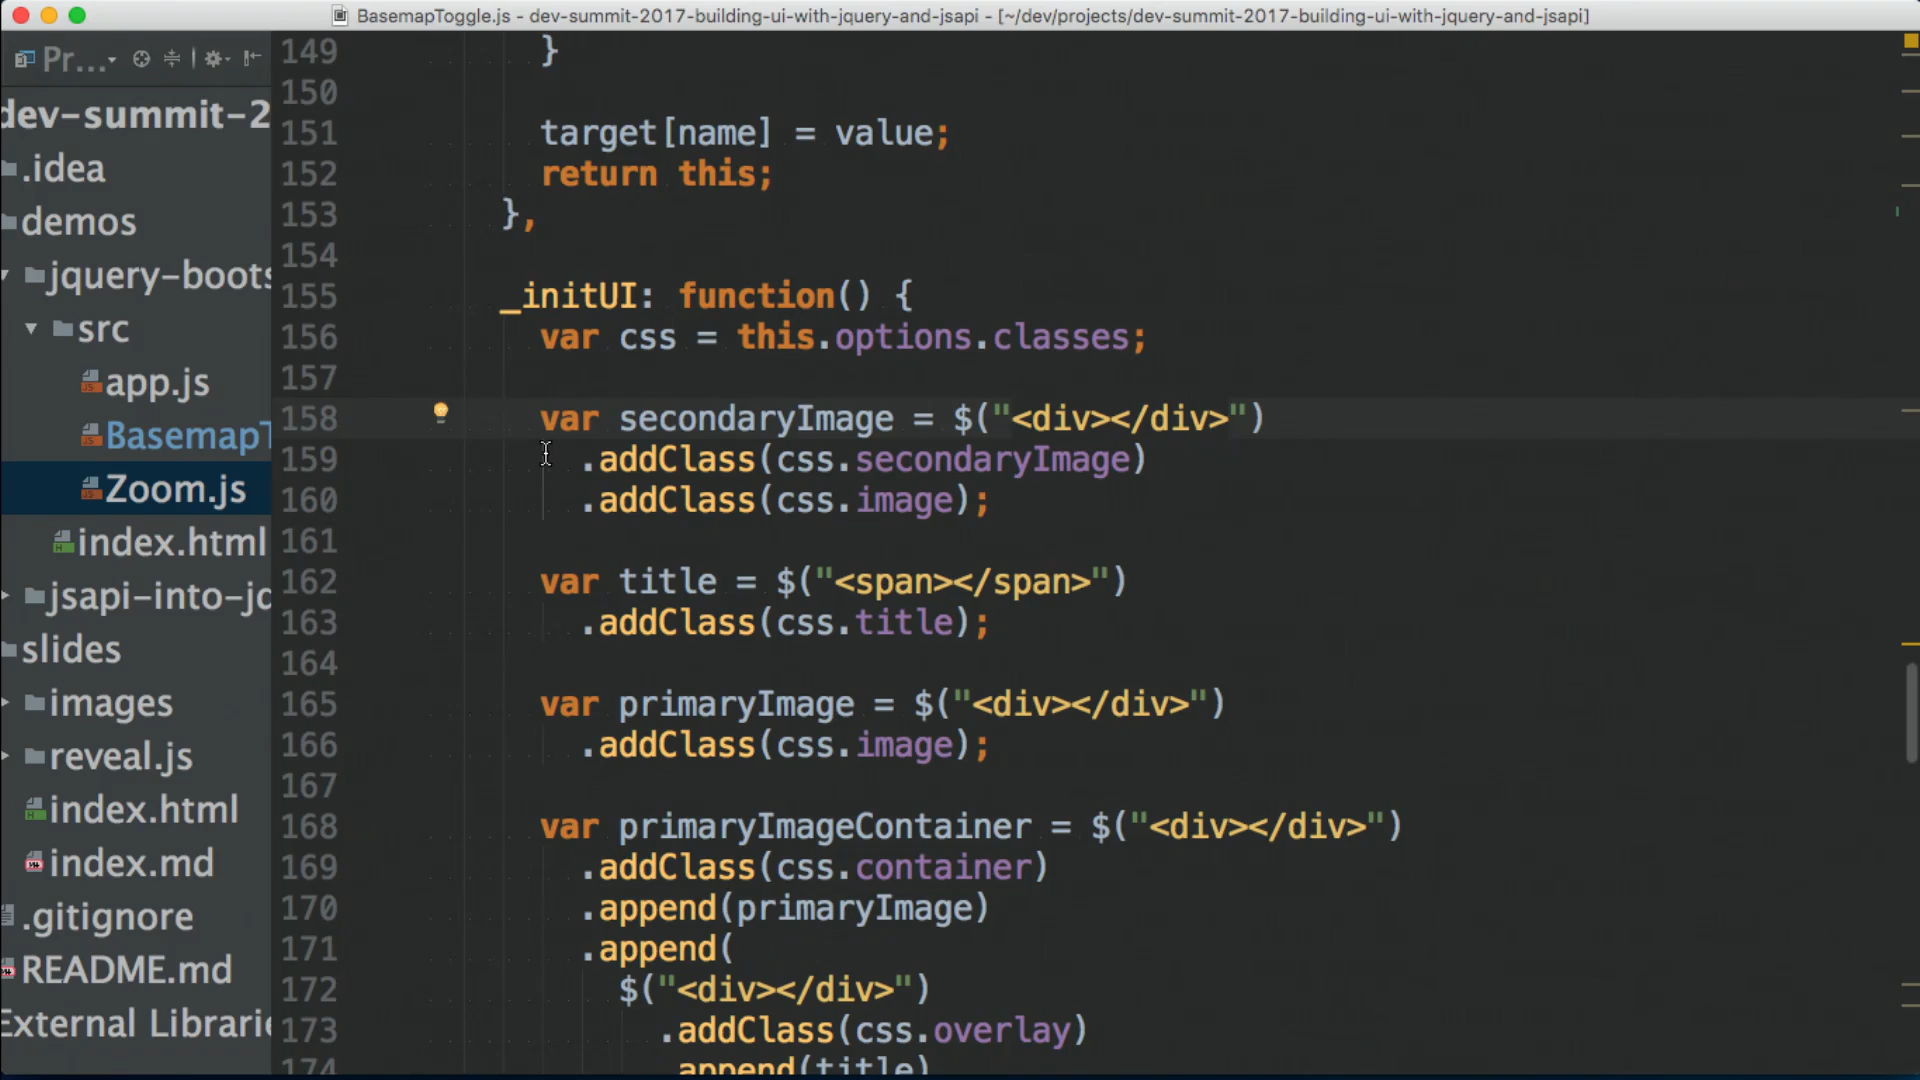 BasemapToggle.js - dev-summit-2017-building-ui-with-jquery-and-jsapi - [~/dev/projects/dev-summit-2017-building-ui-with-jquery-and-jsapi]
Pr...
dev-summit-2
.idea
demos
jquery-boots
src
app.js
BasemapT
Zoom.js
index.html
jsapi-into-jq
slides
images
reveal.js
index.html
index.md
.gitignore
README.md
External Librarie
149 }
150
151 target[name] = value;
152 return this;
153 },
154
155 _initUI: function() {
156 var css = this.options.classes;
157
158 var secondaryImage = $("<div></div>")
159 .addClass(css.secondaryImage)
160 .addClass(css.image);
161
162 var title = $("<span></span>")
163 .addClass(css.title);
164
165 var primaryImage = $("<div></div>")
166 .addClass(css.image);
167
168 var primaryImageContainer = $("<div></div>")
169 .addClass(css.container)
170 .append(primaryImage)
171 .append(
172 $("<div></div>")
173 .addClass(css.overlay)
174 .append(title)